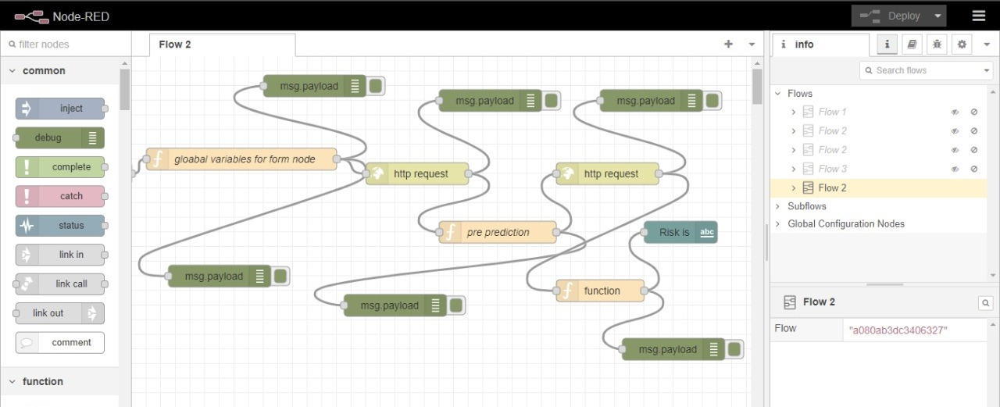 Node-RED
Deploy
filter nodes
Flow 2
info
common
Search flows
inject
debug
complete
catch
status
link in
link call
link out
comment
function
msg.payload
msg.payload
msg.payload
gloabal variables for form node
http request
http request
pre prediction
Risk is
abc
msg.payload
function
msg.payload
msg.payload
Flows
Flow 1
Flow 2
Flow 2
Flow 3
Flow 2
Subflows
Global Configuration Nodes
Flow 2
Flow
"a080ab3dc3406327"